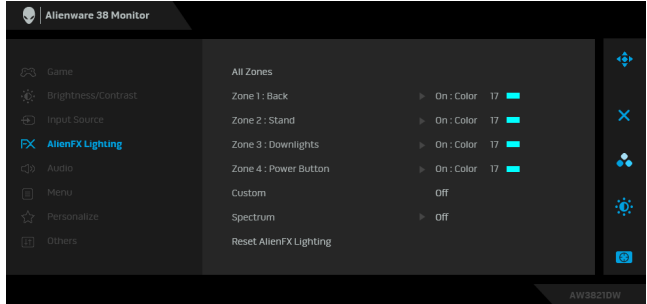 Alienware 38 Monitor
Game
All Zones
Brightness/Contrast
Zone 1 : Back On : Color 17
Input Source
Zone 2 : Stand On : Color 17
AlienFX Lighting
Zone 3 : Downlights On : Color 17
Audio
Zone 4 : Power Button On : Color 17
Menu
Custom Off
Personalize
Spectrum Off
Others
Reset AlienFX Lighting
AW3821DW